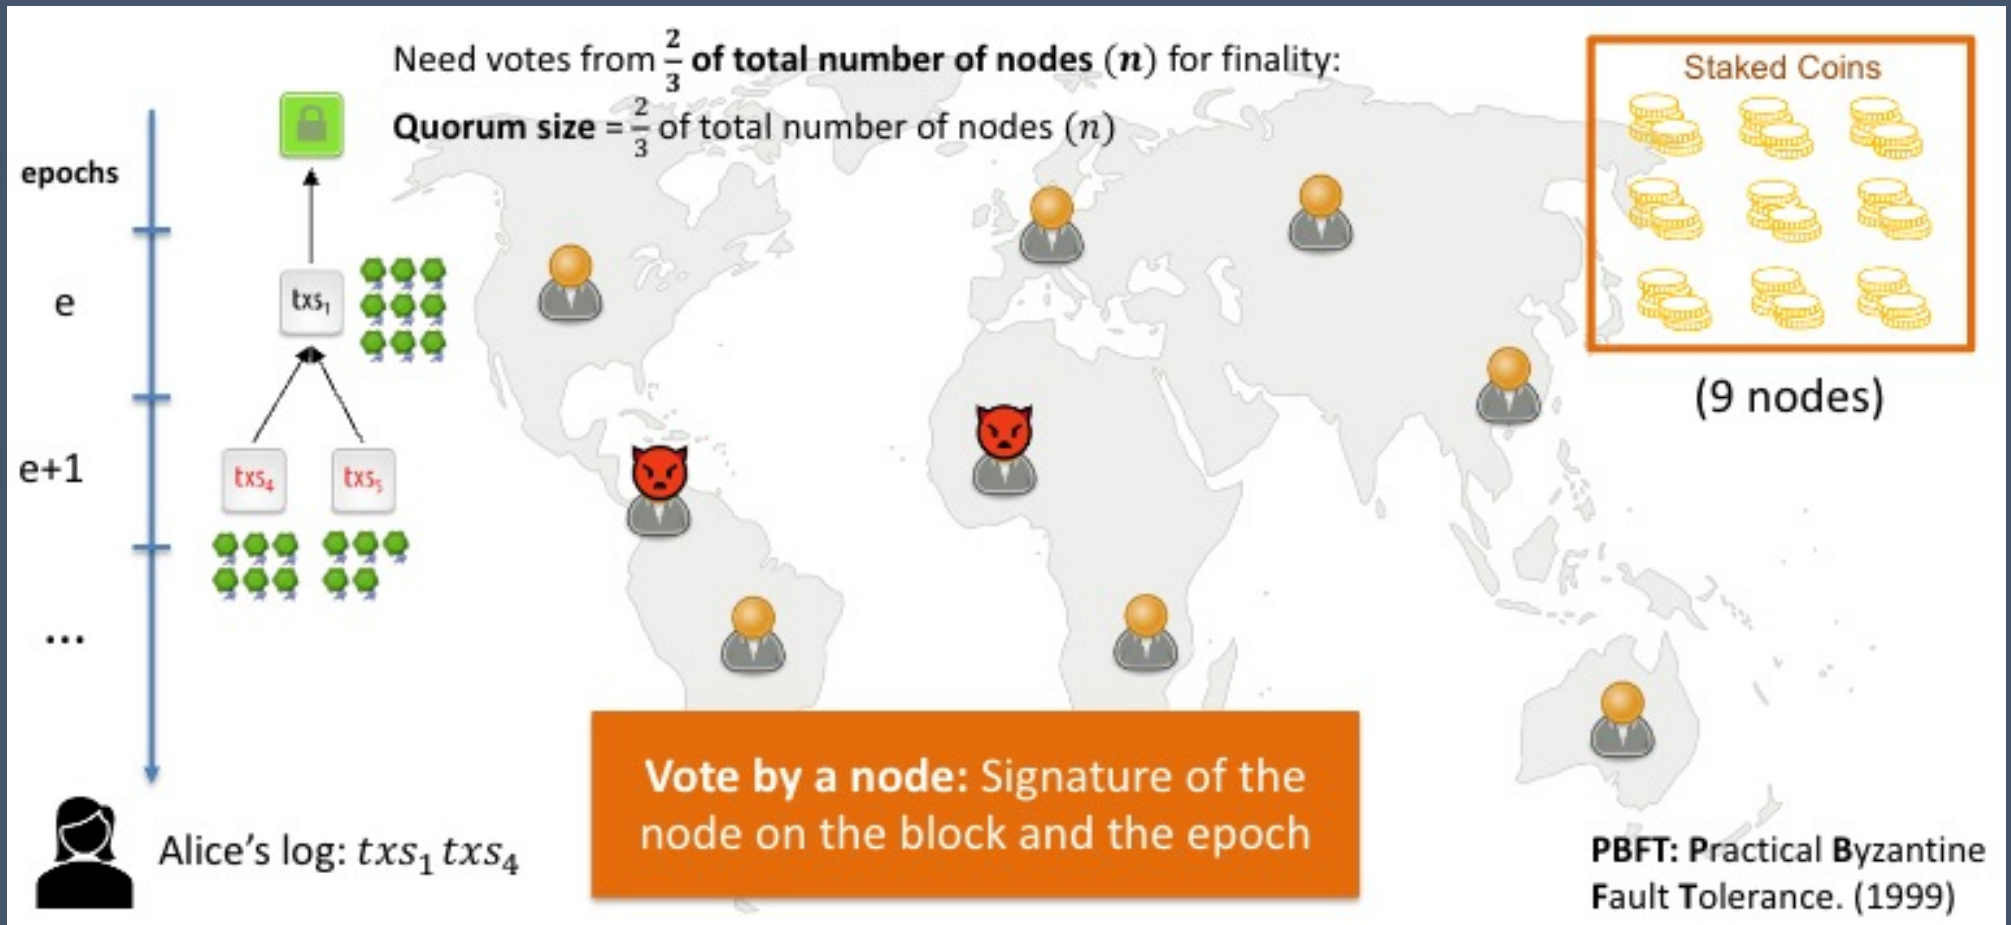 Need votes from 2/3 of total number of nodes (n) for finality:
Quorum size = 2/3 of total number of nodes (n)
Staked Coins
(9 nodes)
epochs
e
txs₁
e+1
txs₄ txs₅
...
Vote by a node: Signature of the
node on the block and the epoch
Alice's log: txs₁ txs₄
PBFT: Practical Byzantine
Fault Tolerance. (1999)